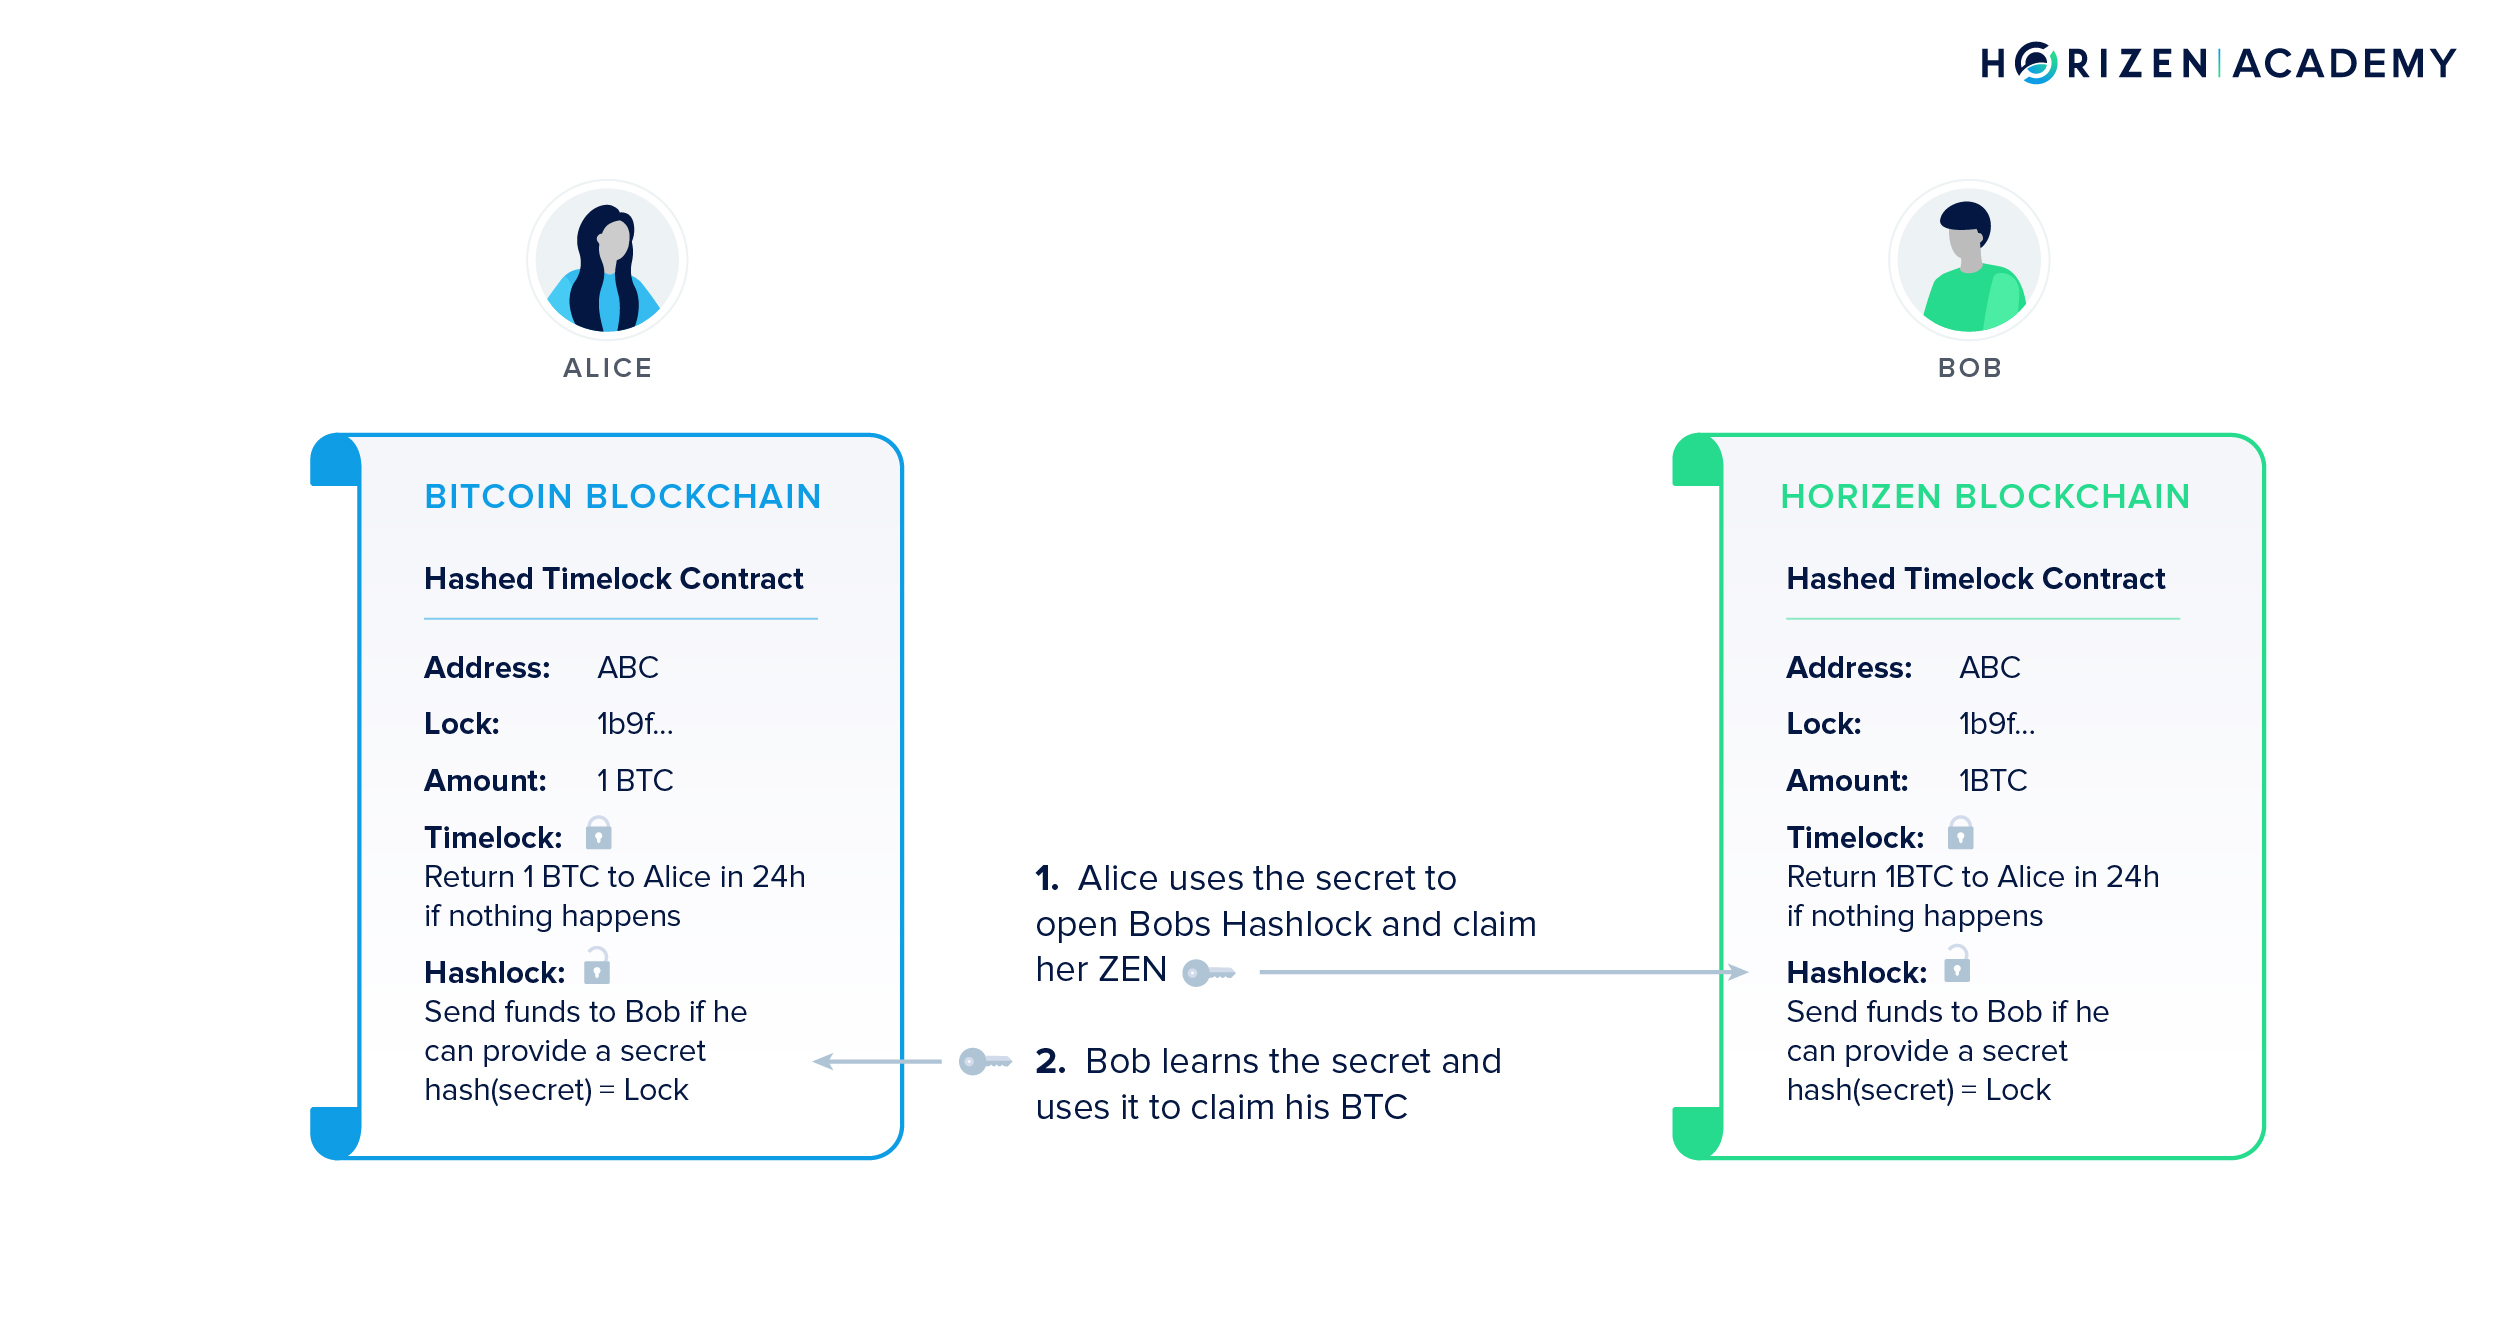 HORIZEN | ACADEMY
ALICE
BOB
BITCOIN BLOCKCHAIN
Hashed Timelock Contract
Address: ABC
Lock: 1b9f...
Amount: 1 BTC
Timelock:
Return 1 BTC to Alice in 24h
if nothing happens
Hashlock:
Send funds to Bob if he
can provide a secret
hash(secret) = Lock
1. Alice uses the secret to
open Bobs Hashlock and claim
her ZEN
2. Bob learns the secret and
uses it to claim his BTC
HORIZEN BLOCKCHAIN
Hashed Timelock Contract
Address: ABC
Lock: 1b9f...
Amount: 1BTC
Timelock:
Return 1BTC to Alice in 24h
if nothing happens
Hashlock:
Send funds to Bob if he
can provide a secret
hash(secret) = Lock